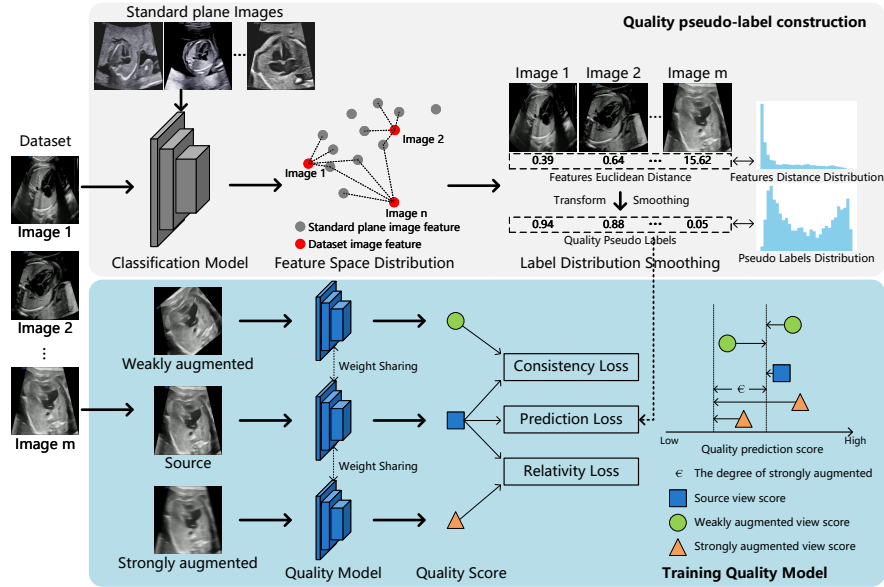 Standard plane Images
Quality pseudo-label construction
Dataset
Image 1
Classification Model
Image 1
Image 2
Image n
Standard plane image feature
Dataset image feature
Feature Space Distribution
Image 1 Image 2 Image m
0.39 0.64 ••• 15.62
Features Euclidean Distance
Features Distance Distribution
Transform Smoothing
0.94 0.88 ••• 0.05
Quality Pseudo Labels
Pseudo Labels Distribution
Label Distribution Smoothing
Image 2
Image m
Weakly augmented
Weight Sharing
Source
Weight Sharing
Strongly augmented
Quality Model
Quality Score
Consistency Loss
Prediction Loss
Relativity Loss
ϵ
Low High
Quality prediction score
ϵ The degree of strongly augmented
Source view score
Weakly augmented view score
Strongly augmented view score
Training Quality Model